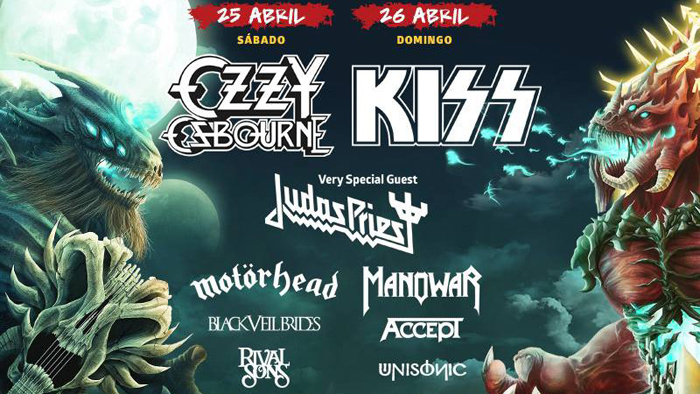 25 ABRIL
SÁBADO
26 ABRIL
DOMINGO
OZZY
OSBOURNE
KISS
Very Special Guest
Judas Priest
motörhead
MANOWAR
BLACK VEIL BRIDES
ACCEPT
RIVAL
SONS
UNISONIC